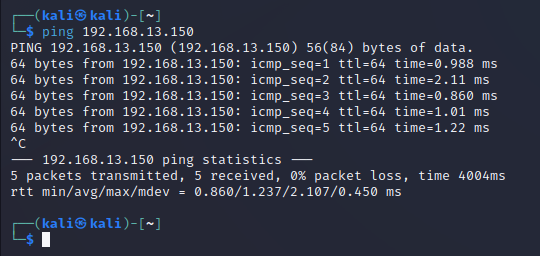 ┌──(kali㉿kali)-[~]
└─$ ping 192.168.13.150
PING 192.168.13.150 (192.168.13.150) 56(84) bytes of data.
64 bytes from 192.168.13.150: icmp_seq=1 ttl=64 time=0.988 ms
64 bytes from 192.168.13.150: icmp_seq=2 ttl=64 time=2.11 ms
64 bytes from 192.168.13.150: icmp_seq=3 ttl=64 time=0.860 ms
64 bytes from 192.168.13.150: icmp_seq=4 ttl=64 time=1.01 ms
64 bytes from 192.168.13.150: icmp_seq=5 ttl=64 time=1.22 ms
^C
--- 192.168.13.150 ping statistics ---
5 packets transmitted, 5 received, 0% packet loss, time 4004ms
rtt min/avg/max/mdev = 0.860/1.237/2.107/0.450 ms
┌──(kali㉿kali)-[~]
└─$